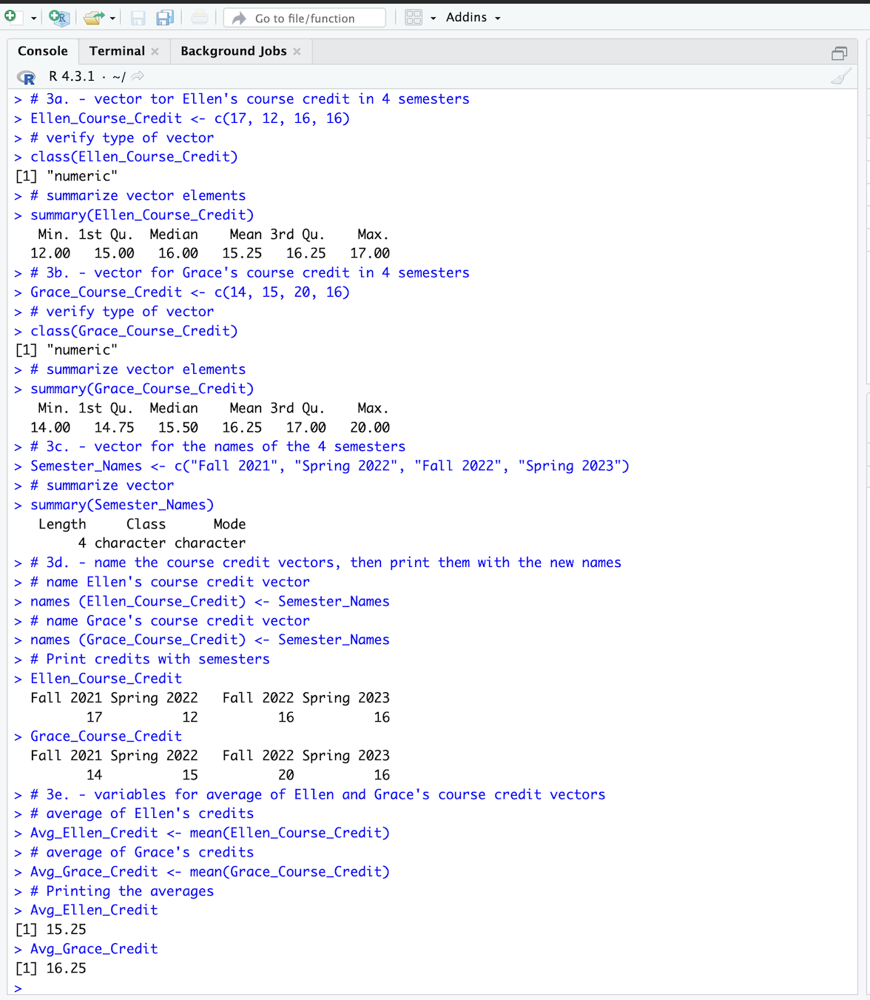 Go to file/function
Addins
Console Terminal Background Jobs
R R 4.3.1 · ~/
> # 3a. - vector tor Ellen's course credit in 4 semesters
> Ellen_Course_Credit <- c(17, 12, 16, 16)
> # verify type of vector
> class(Ellen_Course_Credit)
[1] "numeric"
> # summarize vector elements
> summary(Ellen_Course_Credit)
   Min. 1st Qu.  Median    Mean 3rd Qu.    Max.
  12.00   15.00   16.00   15.25   16.25   17.00
> # 3b. - vector for Grace's course credit in 4 semesters
> Grace_Course_Credit <- c(14, 15, 20, 16)
> # verify type of vector
> class(Grace_Course_Credit)
[1] "numeric"
> # summarize vector elements
> summary(Grace_Course_Credit)
   Min. 1st Qu.  Median    Mean 3rd Qu.    Max.
  14.00   14.75   15.50   16.25   17.00   20.00
> # 3c. - vector for the names of the 4 semesters
> Semester_Names <- c("Fall 2021", "Spring 2022", "Fall 2022", "Spring 2023")
> # summarize vector
> summary(Semester_Names)
   Length     Class      Mode
        4 character character
> # 3d. - name the course credit vectors, then print them with the new names
> # name Ellen's course credit vector
> names (Ellen_Course_Credit) <- Semester_Names
> # name Grace's course credit vector
> names (Grace_Course_Credit) <- Semester_Names
> # Print credits with semesters
> Ellen_Course_Credit
  Fall 2021 Spring 2022   Fall 2022 Spring 2023
         17          12          16          16
> Grace_Course_Credit
  Fall 2021 Spring 2022   Fall 2022 Spring 2023
         14          15          20          16
> # 3e. - variables for average of Ellen and Grace's course credit vectors
> # average of Ellen's credits
> Avg_Ellen_Credit <- mean(Ellen_Course_Credit)
> # average of Grace's credits
> Avg_Grace_Credit <- mean(Grace_Course_Credit)
> # Printing the averages
> Avg_Ellen_Credit
[1] 15.25
> Avg_Grace_Credit
[1] 16.25
>